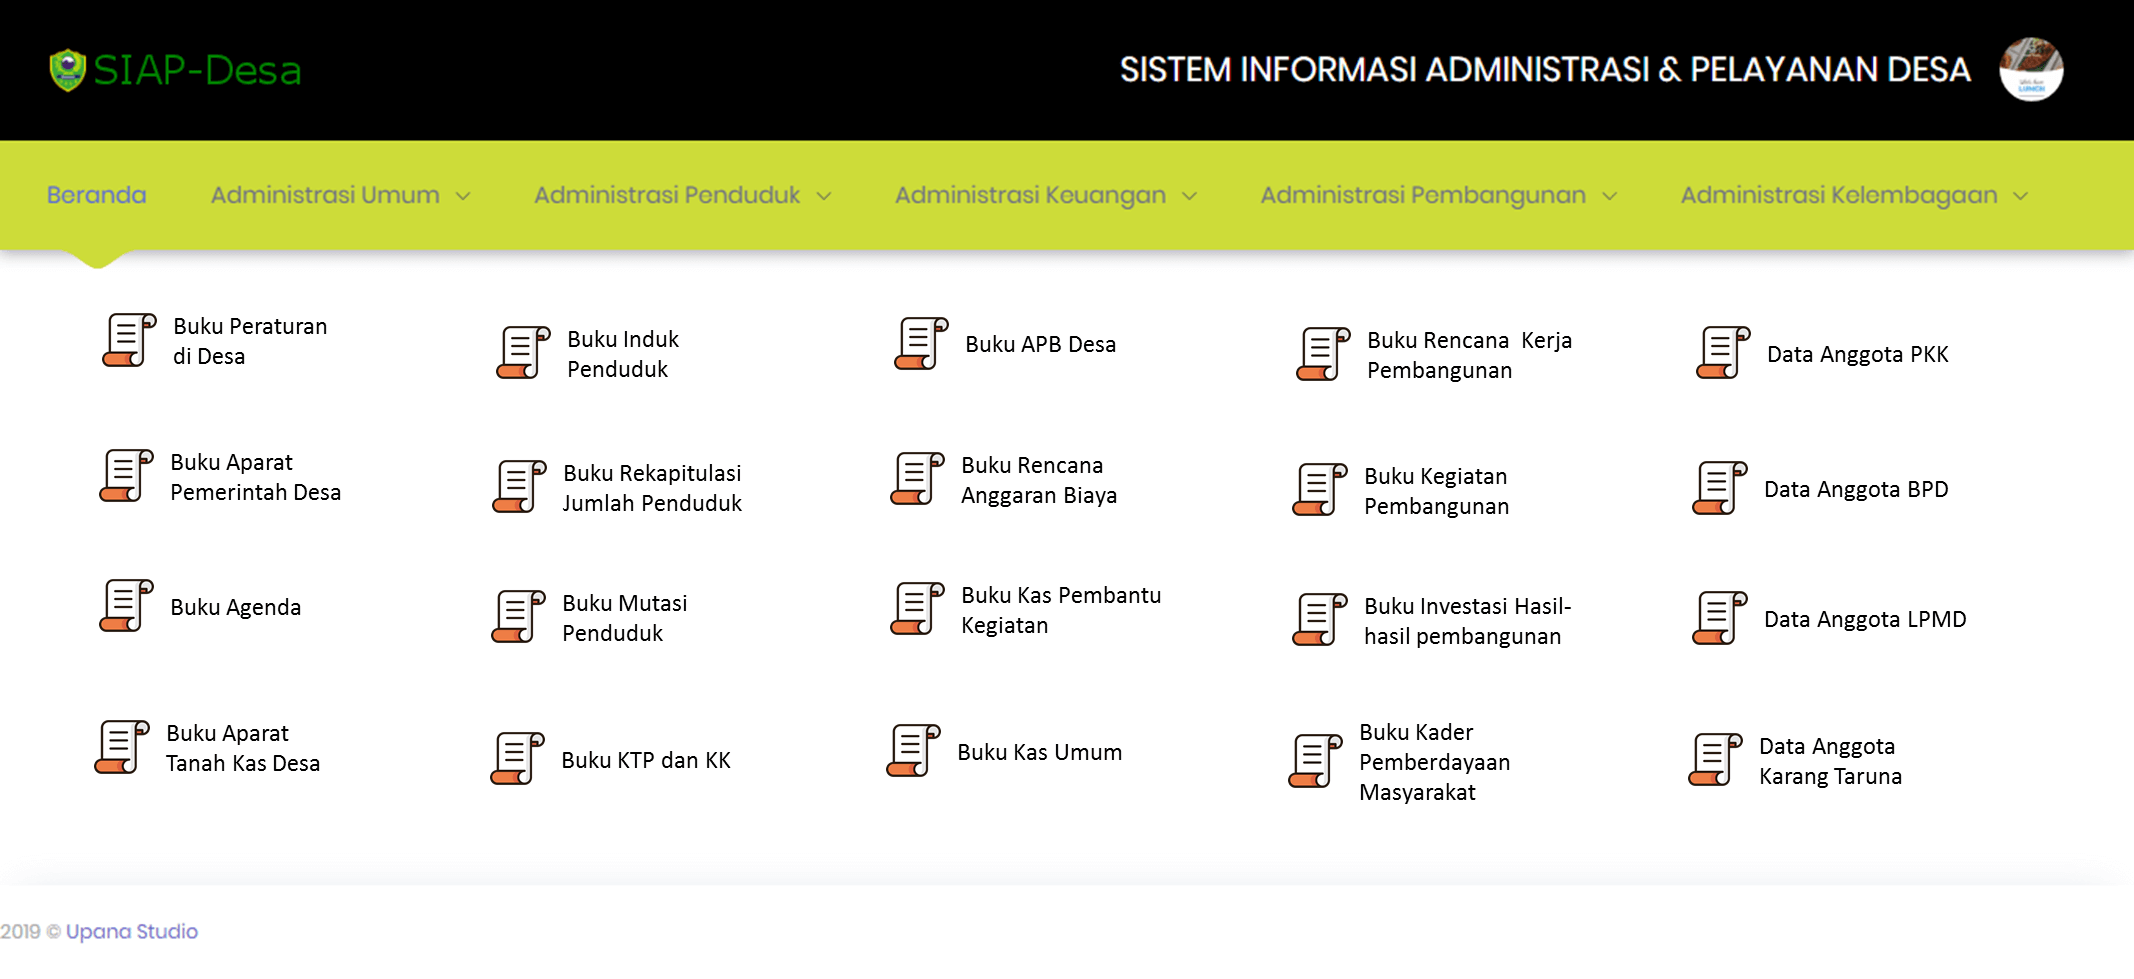 SIAP-Desa
SISTEM INFORMASI ADMINISTRASI & PELAYANAN DESA
LUNCH
Beranda
Administrasi Umum
Administrasi Penduduk
Administrasi Keuangan
Administrasi Pembangunan
Administrasi Kelembagaan
Buku Peraturan
di Desa
Buku Induk
Penduduk
Buku APB Desa
Buku Rencana  Kerja
Pembangunan
Data Anggota PKK
Buku Aparat
Pemerintah Desa
Buku Rekapitulasi
Jumlah Penduduk
Buku Rencana
Anggaran Biaya
Buku Kegiatan
Pembangunan
Data Anggota BPD
Buku Agenda
Buku Mutasi
Penduduk
Buku Kas Pembantu
Kegiatan
Buku Investasi Hasil-
hasil pembangunan
Data Anggota LPMD
Buku Aparat
Tanah Kas Desa
Buku KTP dan KK
Buku Kas Umum
Buku Kader
Pemberdayaan
Masyarakat
Data Anggota
Karang Taruna
2019 © Upana Studio